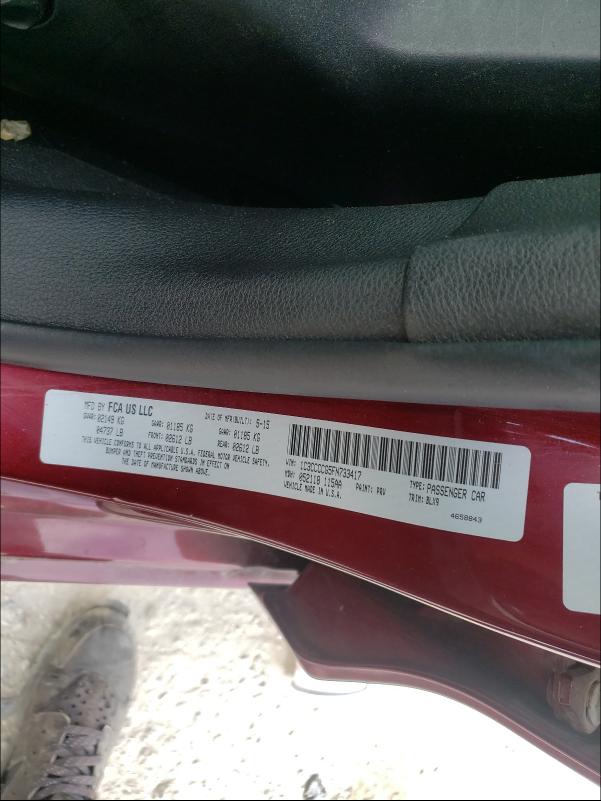 MFD BY FCA US LLC
DATE OF MFR(BUILT): 5-15
GVWR: 02149 KG
04737 LB
GAWR: 01185 KG
FRONT: 02612 LB
GAWR: 01185 KG
REAR: 02612 LB
THIS VEHICLE CONFORMS TO ALL APPLICABLE U.S.A. FEDERAL MOTOR VEHICLE SAFETY,
BUMPER AND THEFT PREVENTION STANDARDS IN EFFECT ON
THE DATE OF MANUFACTURE SHOWN ABOVE.
VIN: 1C3CCCCG5FN733417
TYPE: PASSENGER CAR
MDH: 052118 115AA
PAINT: PRV
TRIM: BLX9
VEHICLE MADE IN U.S.A.
4658843